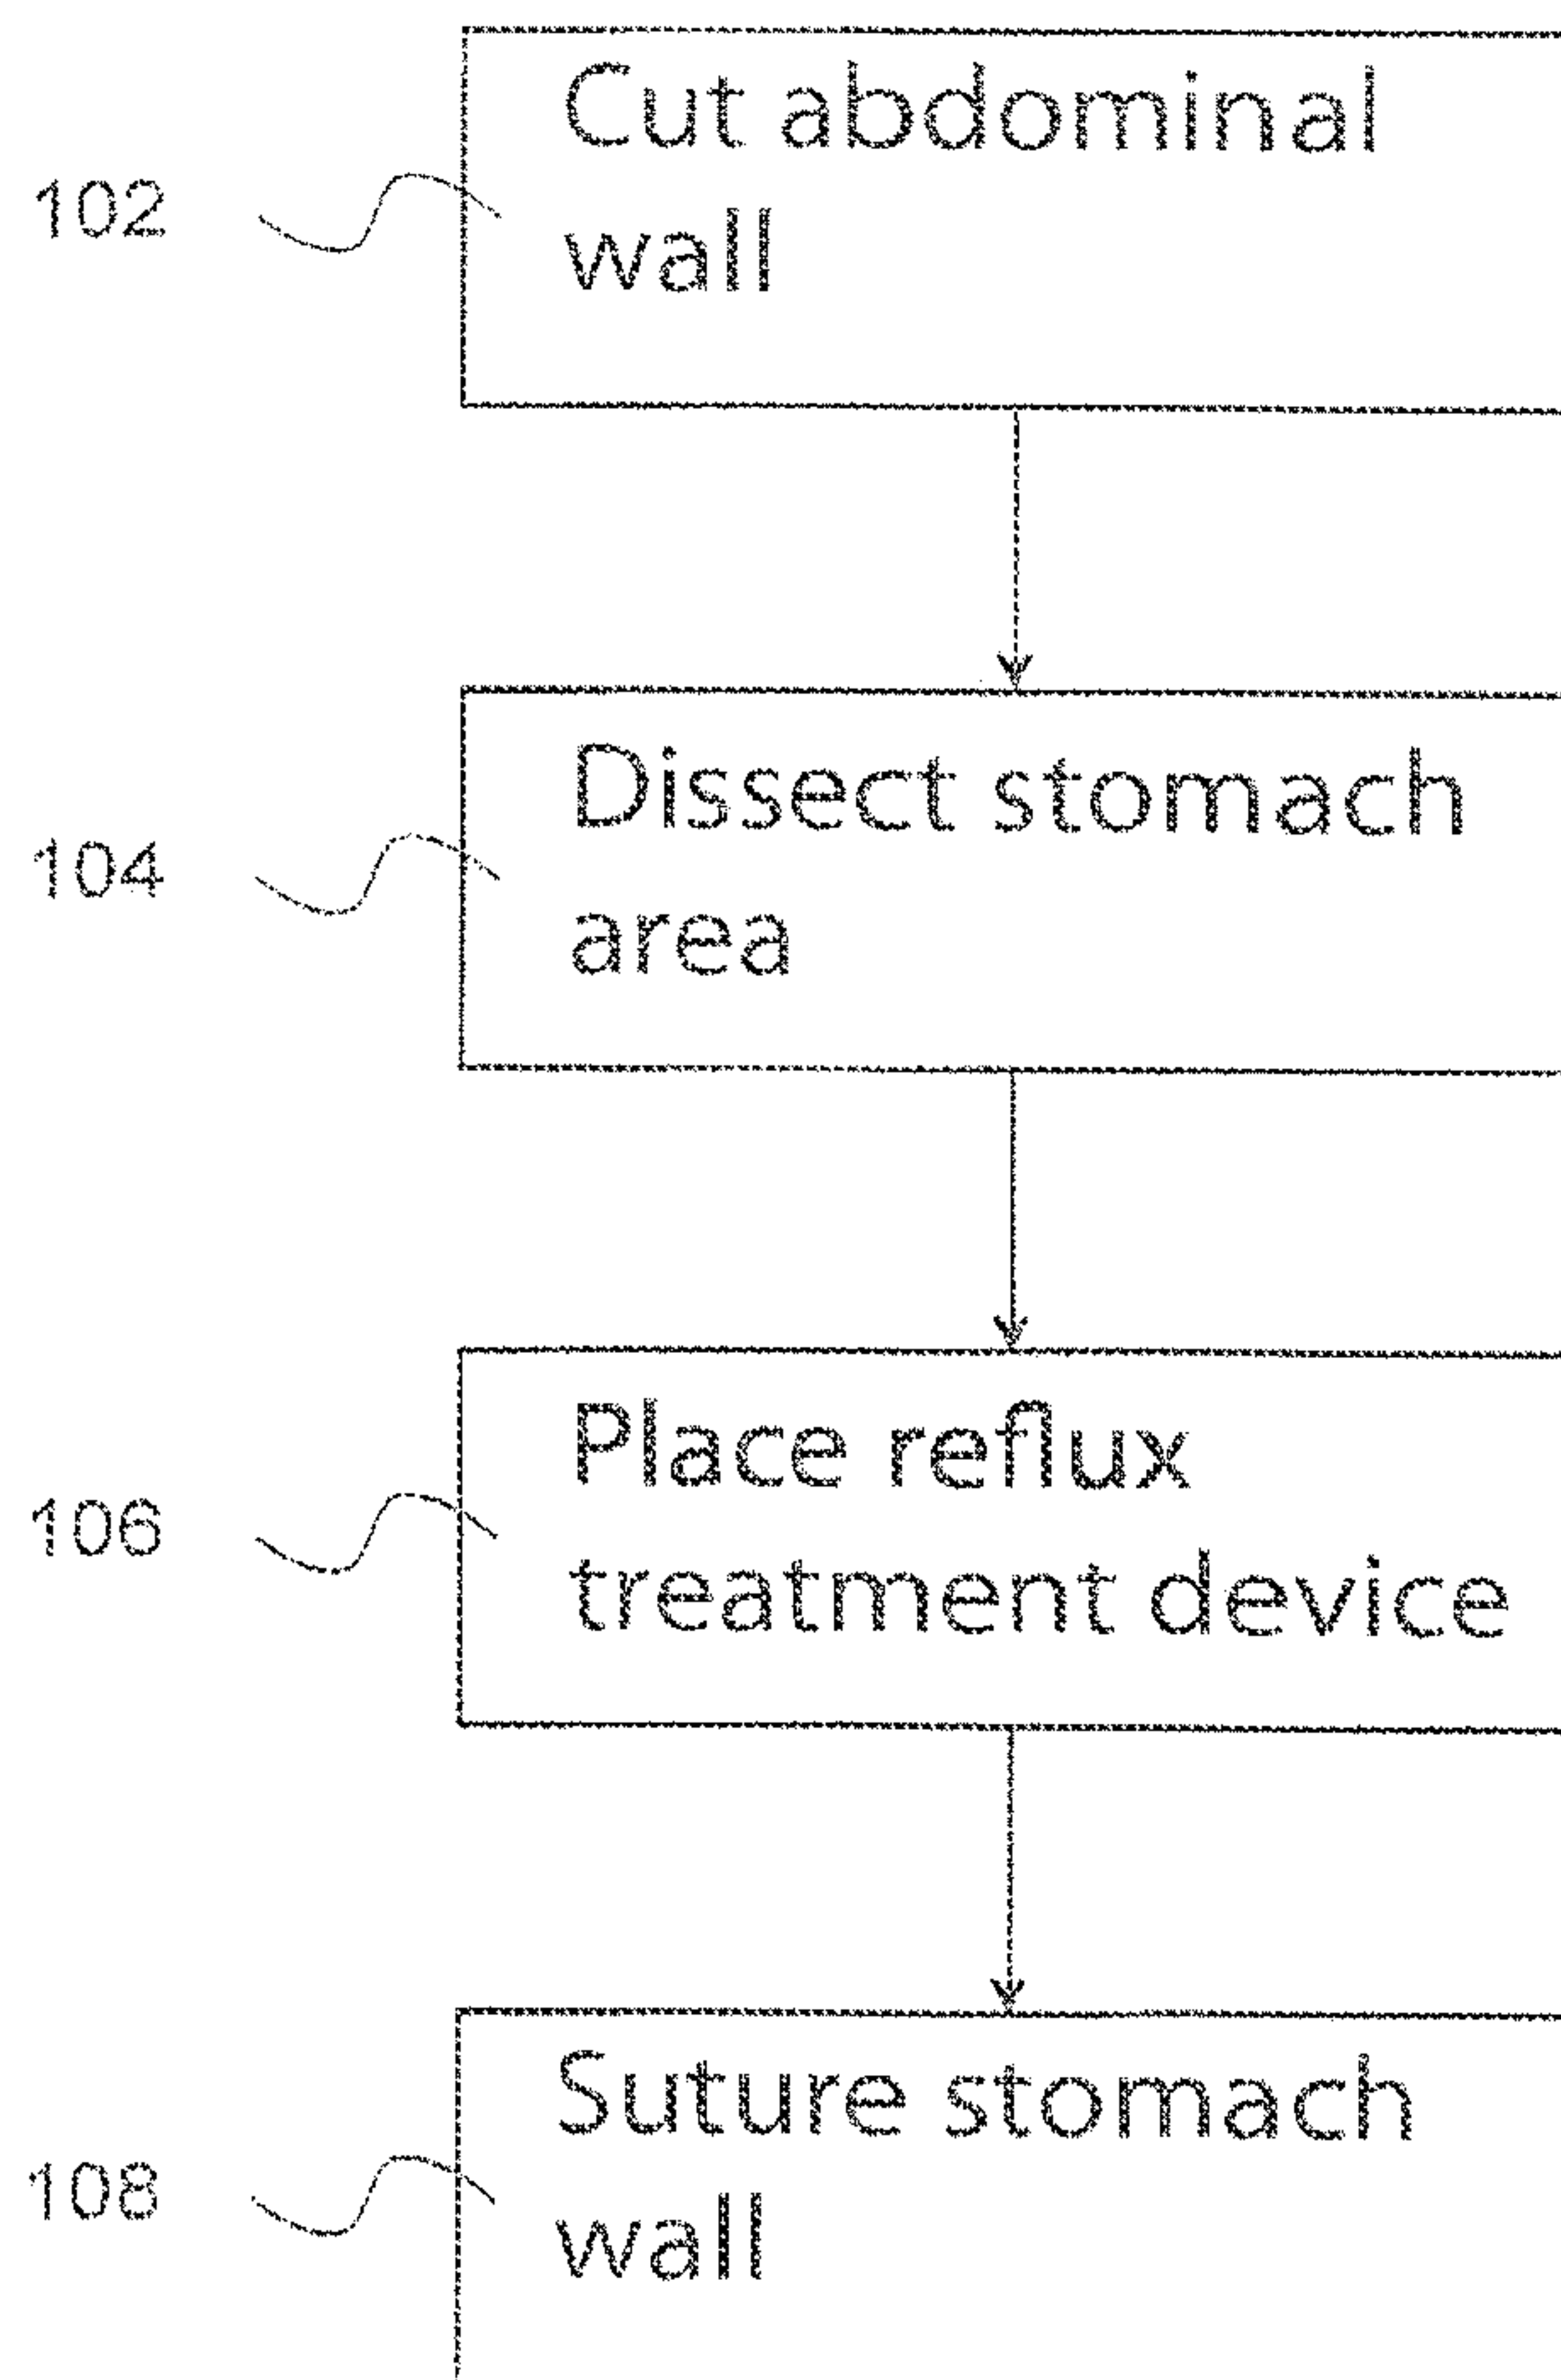 Cut abdominal
102
wall
Dissect stomach
104
area
Place reflux
106
treatment device
Suture stomach
108
wall